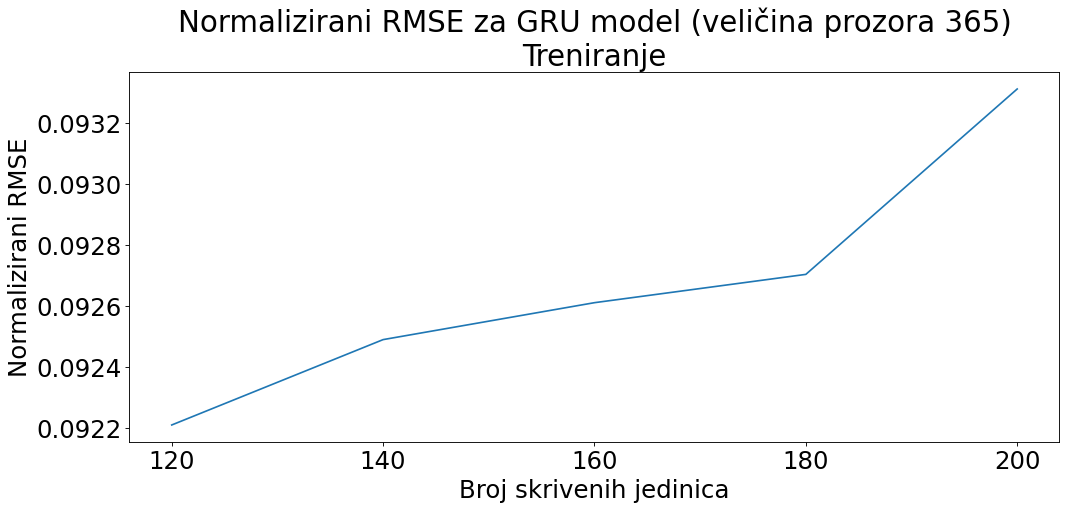 Normalizirani RMSE za GRU model (veličina prozora 365)
Treniranje
Normalizirani RMSE
0.0932
0.0930
0.0928
0.0926
0.0924
0.0922
120 140 160 180 200
Broj skrivenih jedinica